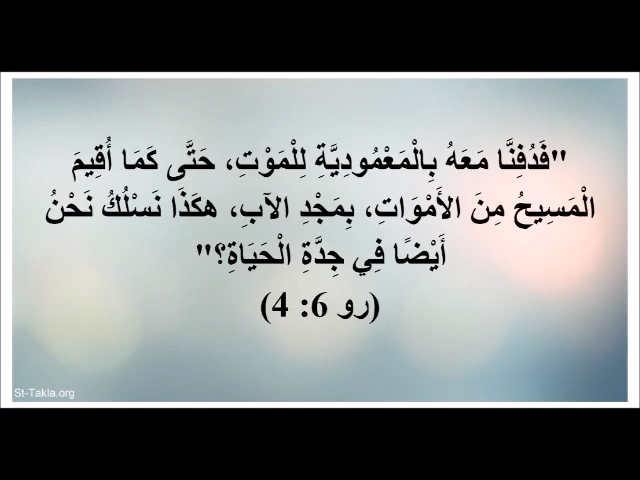 "فَدُفِنَّا مَعَهُ بِالْمَعْمُودِيَّةِ لِلْمَوْتِ، حَتَّى كَمَا أُقِيمَ
الْمَسِيحُ مِنَ الأَمْوَاتِ، بِمَجْدِ الآبِ، هكَذَا نَسْلُكُ نَحْنُ
أَيْضًا فِي جِدَّةِ الْحَيَاةِ؟"
(رو 6: 4)
St-Takla.org